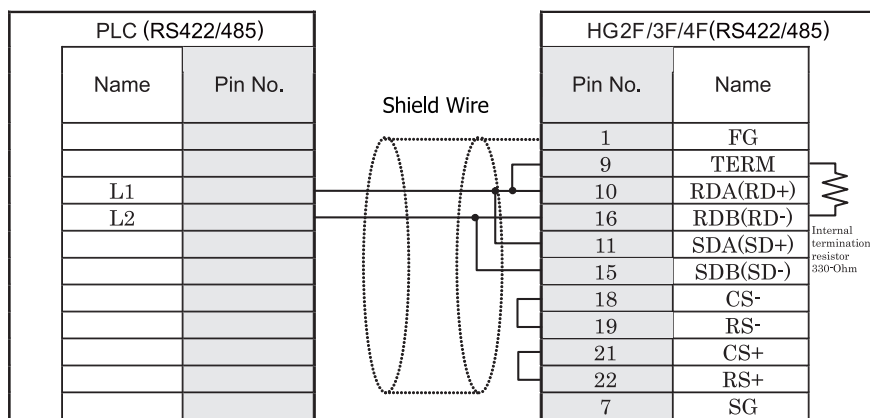 PLC (RS422/485)
HG2F/3F/4F(RS422/485)
Name Pin No.
Shield Wire
Pin No. Name
1 FG
9 TERM
L1
10 RDA(RD+)
L2
16 RDB(RD-)
11 SDA(SD+)
15 SDB(SD-)
Internal
termination
resistor
330-Ohm
18 CS-
19 RS-
21 CS+
22 RS+
7 SG